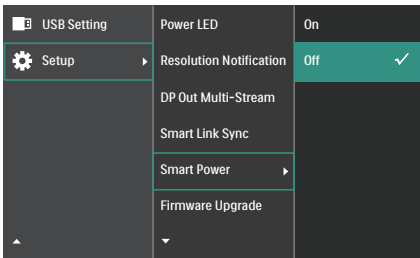 USB Setting
Setup
Power LED
Resolution Notification
DP Out Multi-Stream
Smart Link Sync
Smart Power
Firmware Upgrade
On
Off